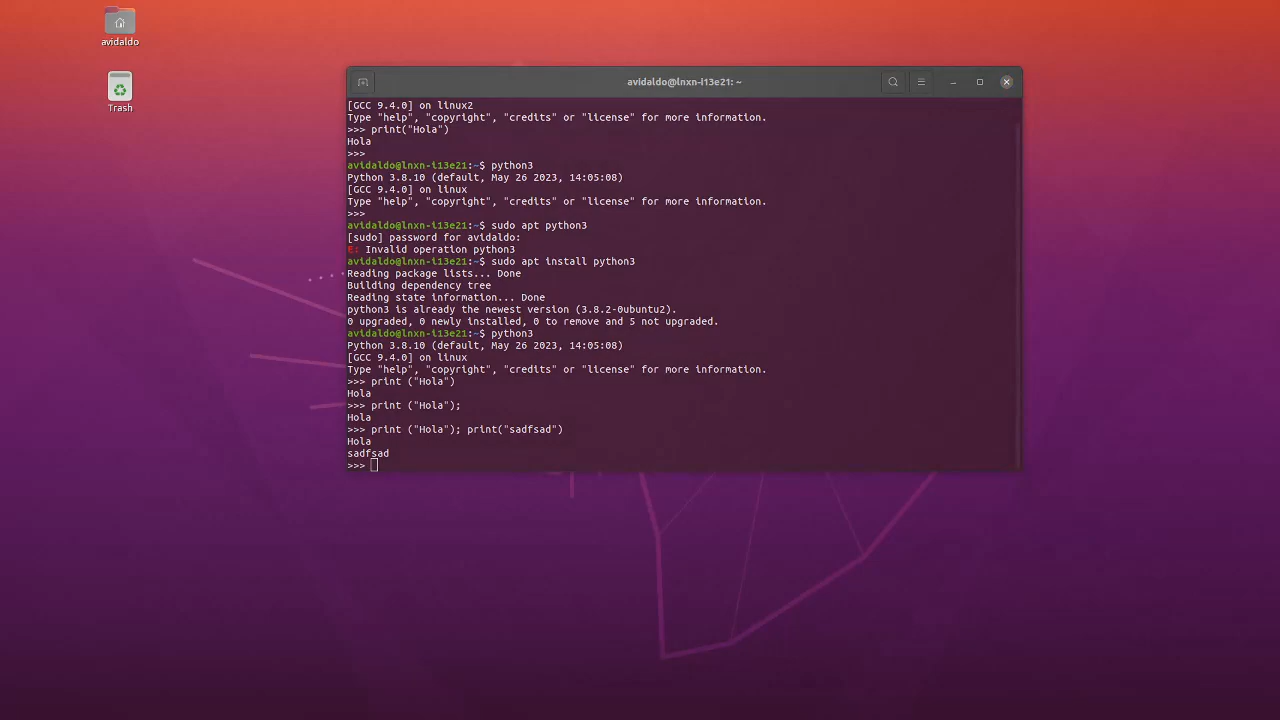 avidaldo
Trash
avidaldo@lnxn-i13e21: ~
[GCC 9.4.0] on linux2
Type "help", "copyright", "credits" or "license" for more information.
>>> print("Hola")
Hola
>>>
avidaldo@lnxn-i13e21:~$ python3
Python 3.8.10 (default, May 26 2023, 14:05:08)
[GCC 9.4.0] on linux
Type "help", "copyright", "credits" or "license" for more information.
>>>
avidaldo@lnxn-i13e21:~$ sudo apt python3
[sudo] password for avidaldo:
E: Invalid operation python3
avidaldo@lnxn-i13e21:~$ sudo apt install python3
Reading package lists... Done
Building dependency tree
Reading state information... Done
python3 is already the newest version (3.8.2-0ubuntu2).
0 upgraded, 0 newly installed, 0 to remove and 5 not upgraded.
avidaldo@lnxn-i13e21:~$ python3
Python 3.8.10 (default, May 26 2023, 14:05:08)
[GCC 9.4.0] on linux
Type "help", "copyright", "credits" or "license" for more information.
>>> print ("Hola")
Hola
>>> print ("Hola");
Hola
>>> print ("Hola"); print("sadfsad")
Hola
sadfsad
>>>